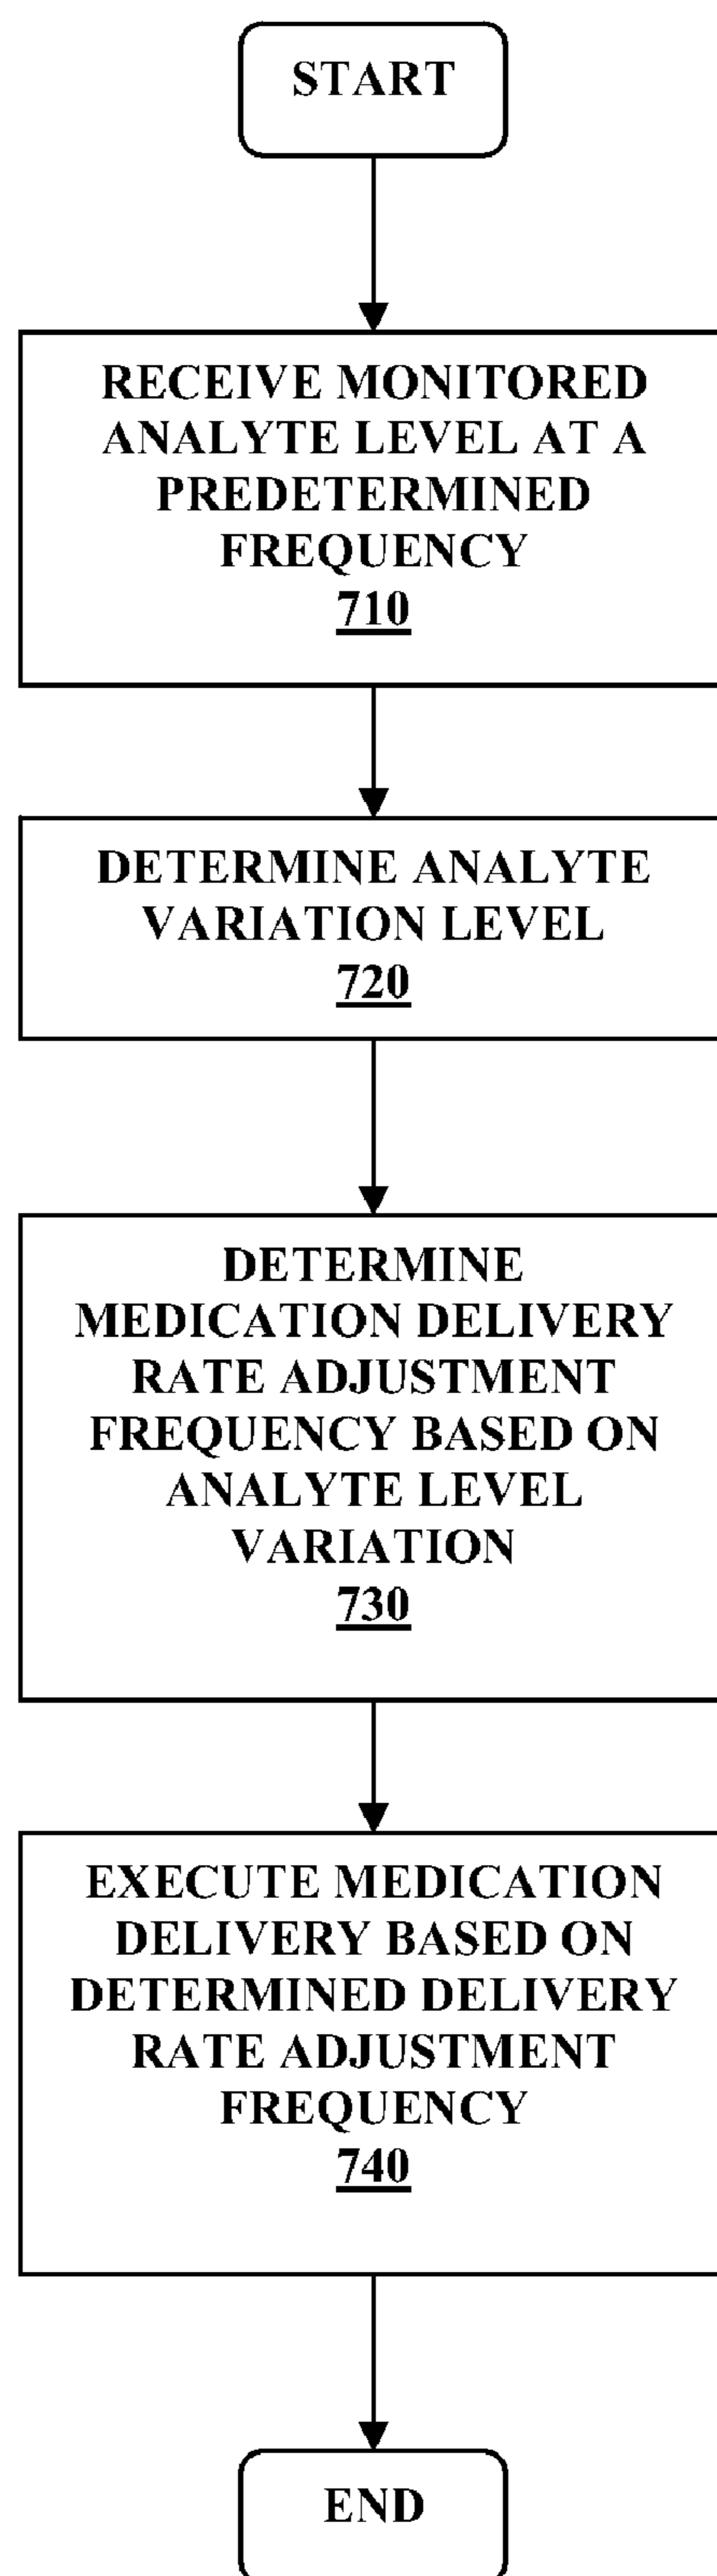 START
RECEIVE MONITORED
ANALYTE LEVEL AT A
PREDETERMINED
FREQUENCY
710
DETERMINE ANALYTE
VARIATION LEVEL
720
DETERMINE
MEDICATION DELIVERY
RATE ADJUSTMENT
FREQUENCY BASED ON
ANALYTE LEVEL
VARIATION
730
EXECUTE MEDICATION
DELIVERY BASED ON
DETERMINED DELIVERY
RATE ADJUSTMENT
FREQUENCY
740
END